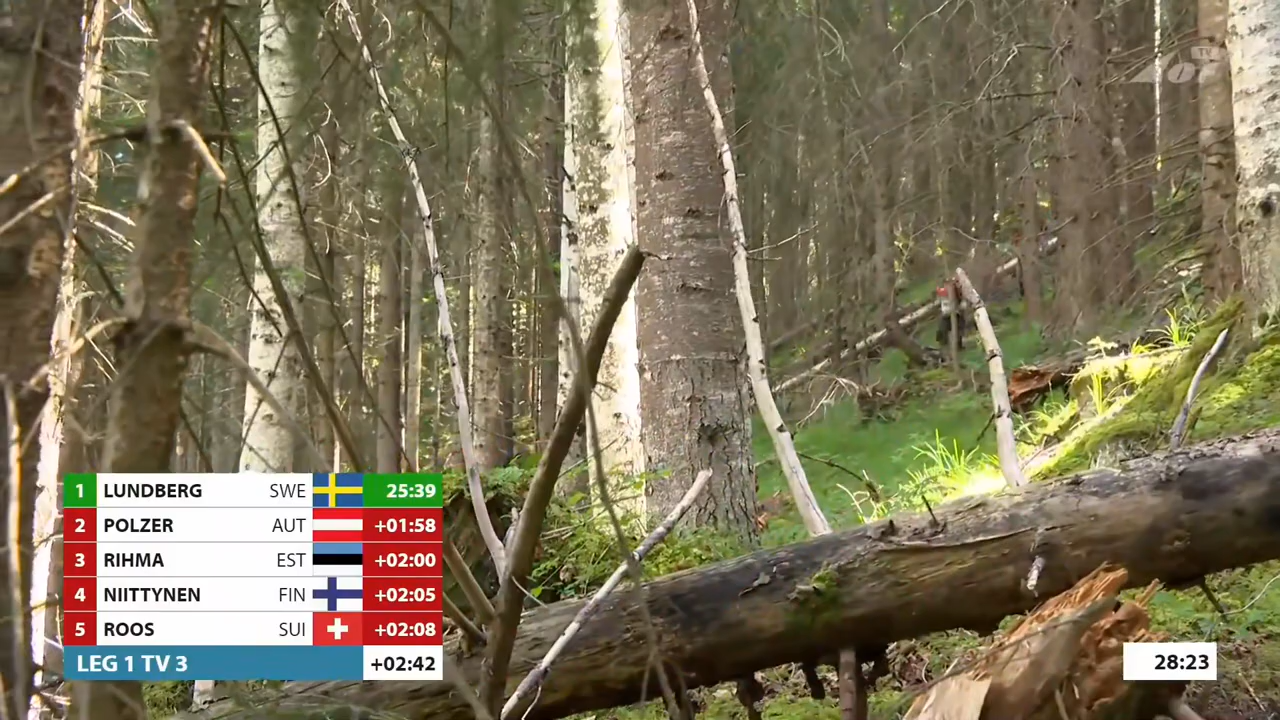 TV
1 LUNDBERG SWE 25:39
2 POLZER AUT +01:58
3 RIHMA EST +02:00
4 NIITTYNEN FIN +02:05
5 ROOS SUI +02:08
LEG 1 TV 3 +02:42
28:23